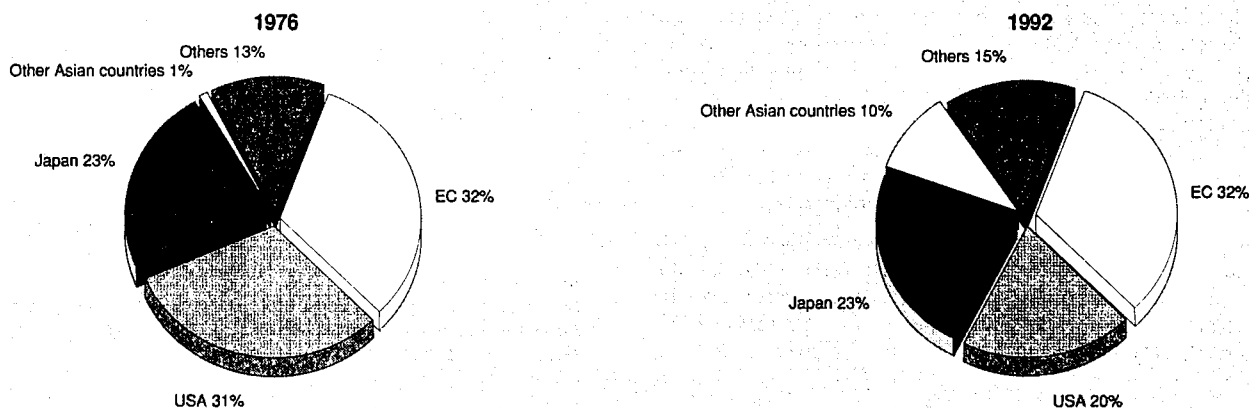 1976
Others 13%
Other Asian countries 1%
Japan 23%
EC 32%
USA 31%
1992
Others 15%
Other Asian countries 10%
EC 32%
Japan 23%
USA 20%